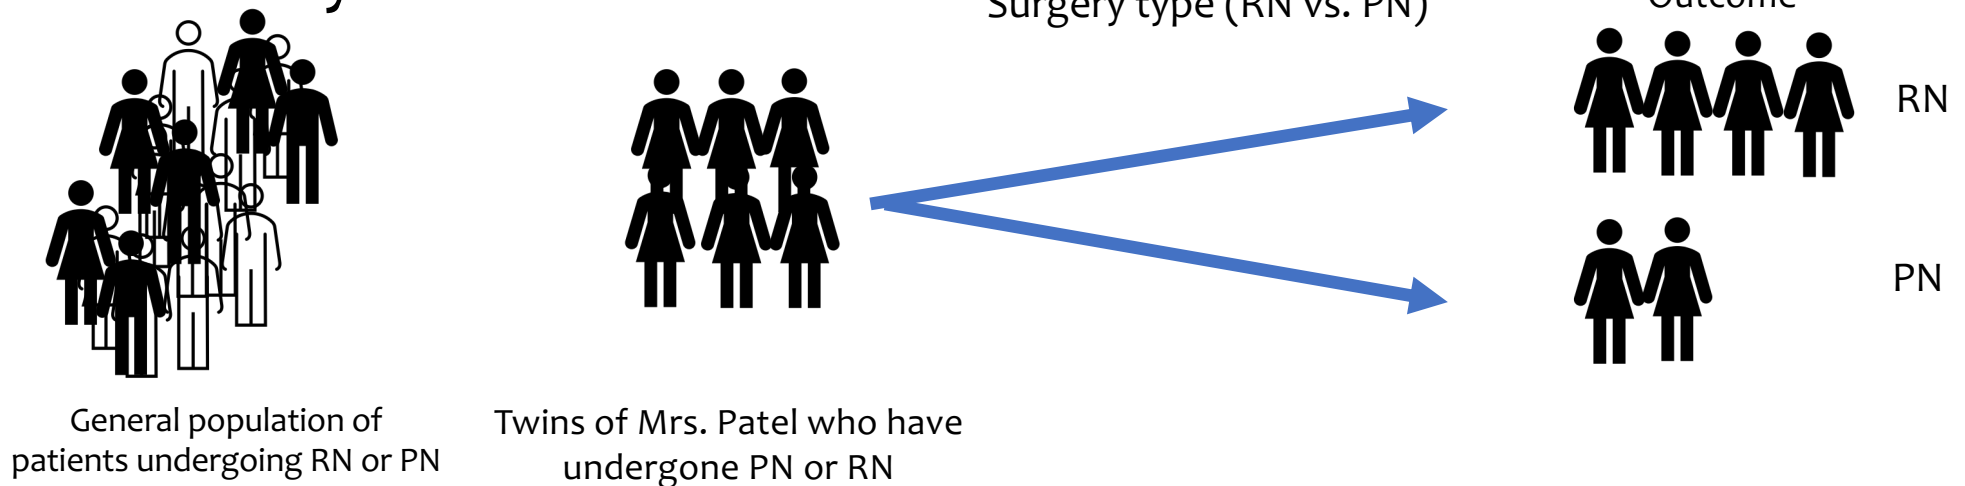 Surgery type (RN vs. PN)
Outcome
RN
PN
General population of
patients undergoing RN or PN
Twins of Mrs. Patel who have
undergone PN or RN